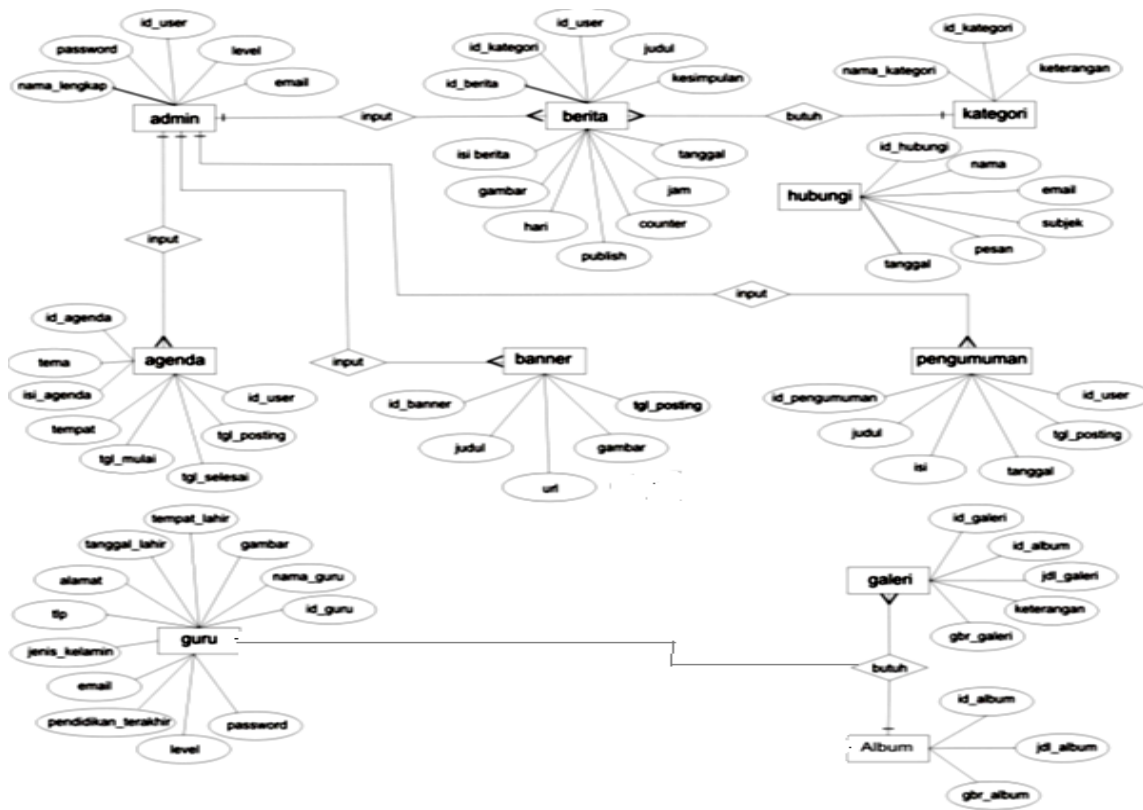 id_user
password
level
nama_lengkap
email
admin
input
id_user
id_kategori
judul
id_berita
kesimpulan
berita
isi berita
tanggal
gambar
jam
hari
counter
publish
butuh
id_kategori
nama_kategori
keterangan
kategori
id_hubungi
nama
hubungi
email
subjek
pesan
tanggal
input
input
input
id_agenda
tema
agenda
isi_agenda
id_user
tempat
tgl_posting
tgl_mulai
tgl_selesai
banner
id_banner
tgl_posting
judul
gambar
url
pengumuman
id_pengumuman
id_user
judul
tgl_posting
isi
tanggal
tempat_lahir
tanggal_lahir
gambar
alamat
nama_guru
tlp
id_guru
guru
jenis_kelamin
email
pendidikan_terakhir
password
level
id_galeri
id_album
galeri
jdl_galeri
keterangan
gbr_galeri
butuh
id_album
Album
jdl_album
gbr_album